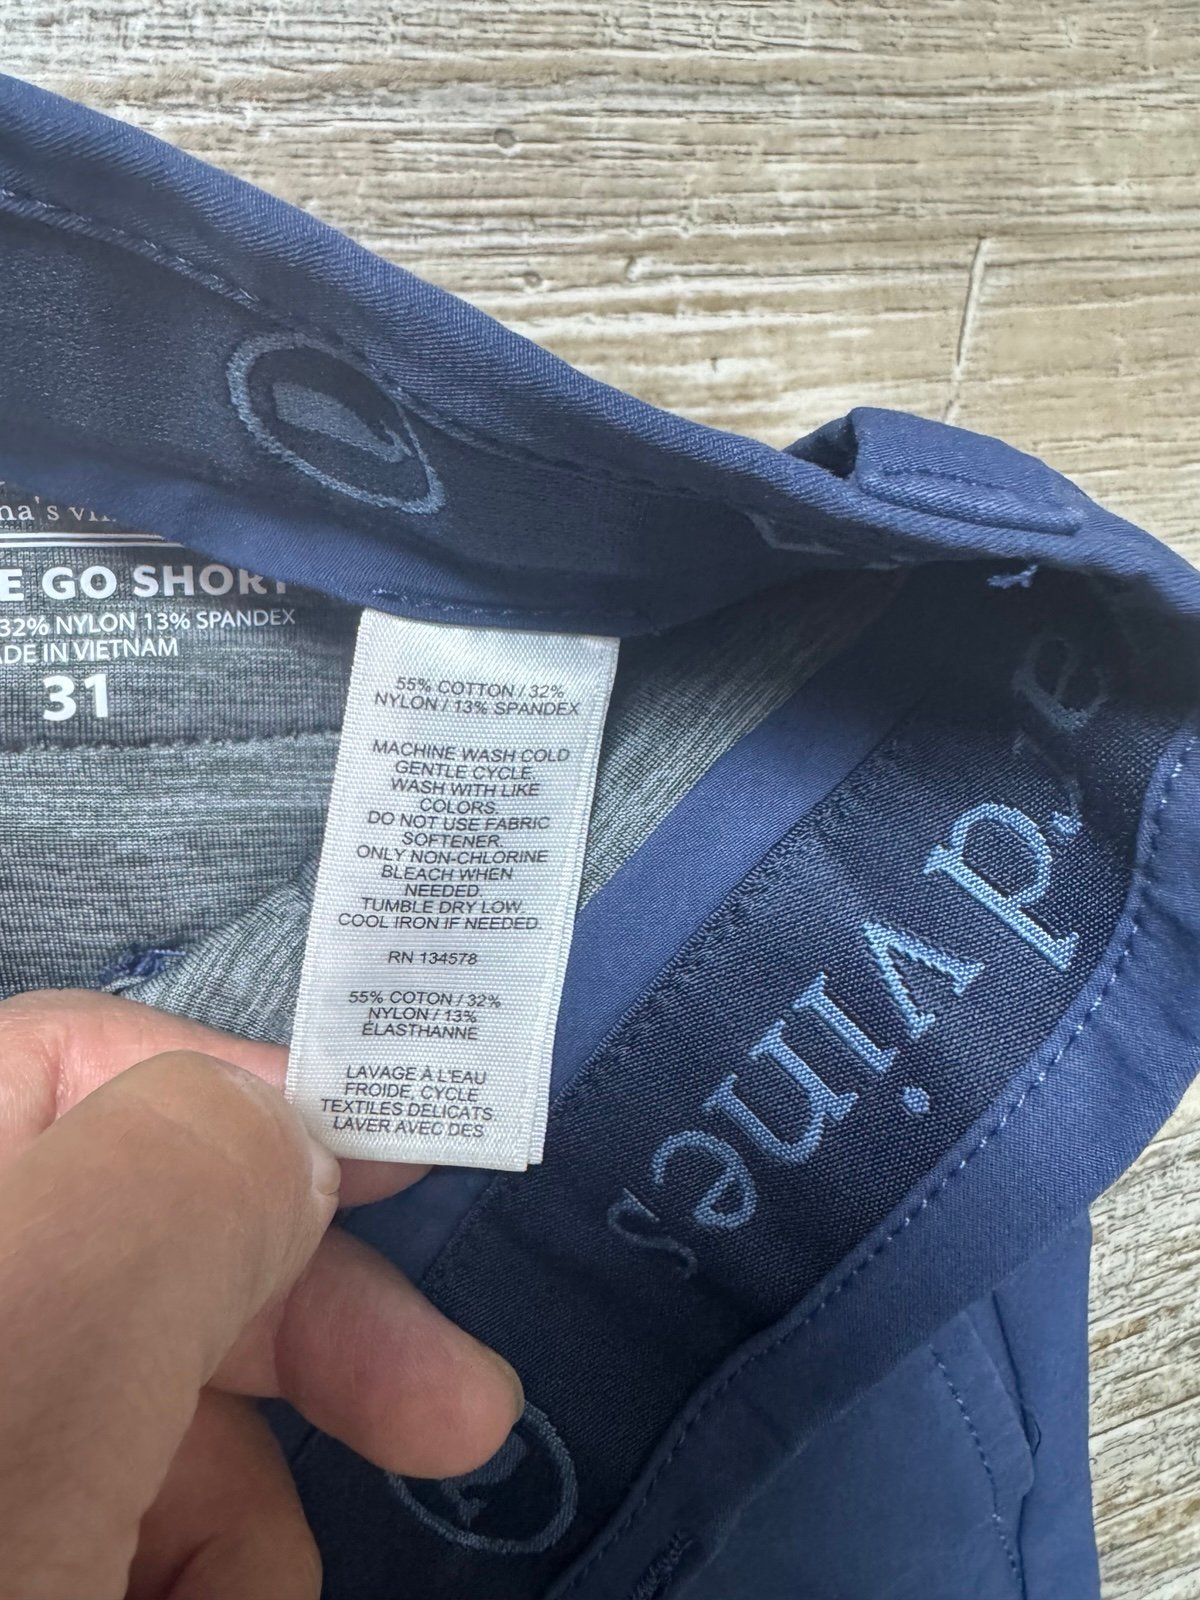 na's vin
E GO SHORT
32% NYLON 13% SPANDEX
ADE IN VIETNAM
31
55% COTTON / 32%
NYLON / 13% SPANDEX
MACHINE WASH COLD
GENTLE CYCLE.
WASH WITH LIKE
COLORS.
DO NOT USE FABRIC
SOFTENER.
ONLY NON-CHLORINE
BLEACH WHEN
NEEDED.
TUMBLE DRY LOW.
COOL IRON IF NEEDED.
RN 134578
55% COTON / 32%
NYLON / 13%
ÉLASTHANNE
LAVAGE À L'EAU
FROIDE, CYCLE
TEXTILES DÉLICATS.
LAVER AVEC DES
vines